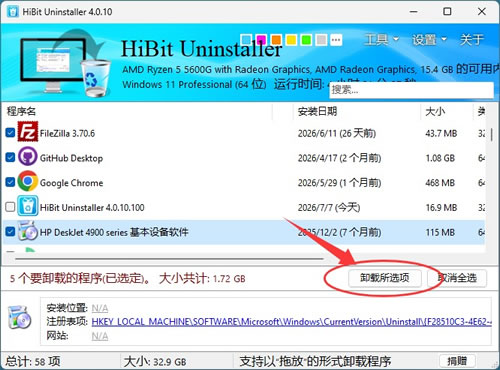 HiBit Uninstaller 4.0.10
HiBit Uninstaller
工具 设置 关于
AMD Ryzen 5 5600G with Radeon Graphics, AMD Radeon Graphics, 15.4 GB 的可用内
Windows 11 Professional (64 位) 运行时间:
搜索...
程序名 安装日期 大小 类
FileZilla 3.70.6 2026/6/11 (26 天前) 43.7 MB 32
GitHub Desktop 2026/4/17 (2 个月前) 1.08 GB 64
Google Chrome 2026/5/29 (1 个月前) 468 MB 64
HiBit Uninstaller 4.0.10.100 2026/7/7 (今天) 16.9 MB 32
HP DeskJet 4900 series 基本设备软件 2025/12/2 (7 个月前) 115 MB 64
5 个要卸载的程序(已选定)。 大小共计: 1.72 GB
卸载所选项 取消全选
安装位置: N/A
注册表项: HKEY_LOCAL_MACHINE\SOFTWARE\Microsoft\Windows\CurrentVersion\Uninstall\{F28510C3-4E62-
网站: N/A
总计: 58 项 大小: 32.9 GB 支持以“拖放”的形式卸载程序 捐赠